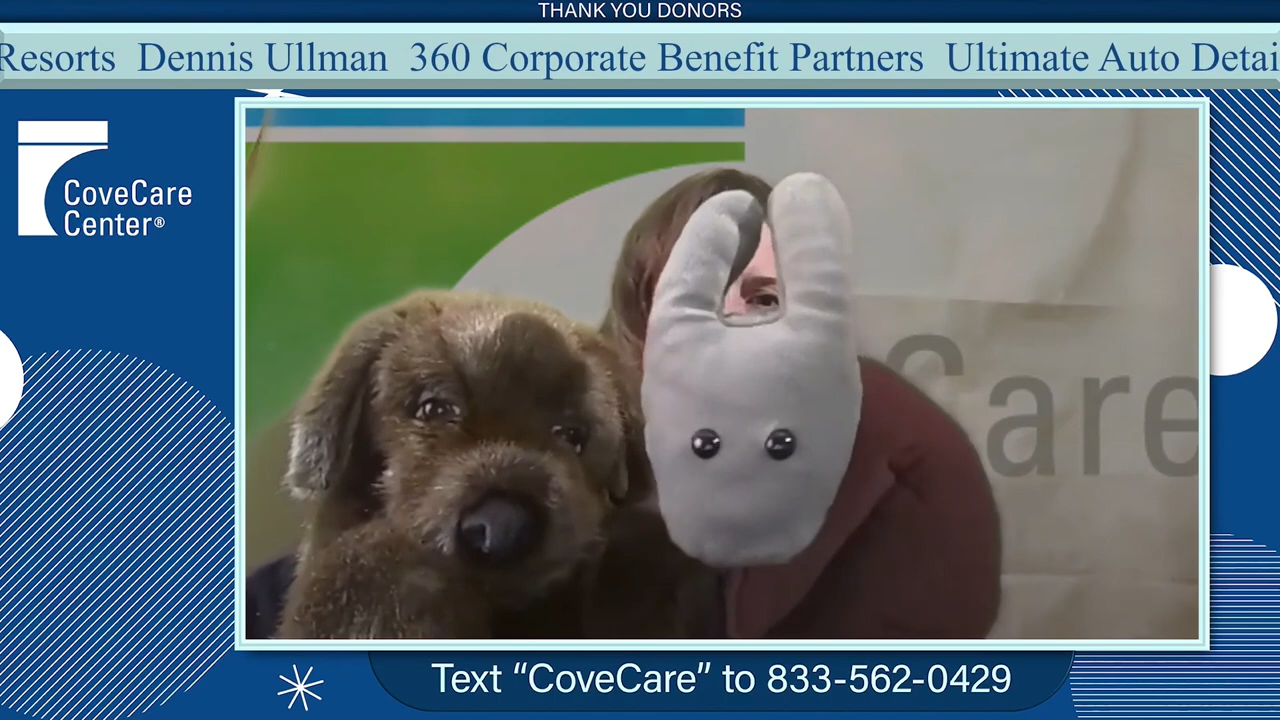 THANK YOU DONORS
Resorts Dennis Ullman 360 Corporate Benefit Partners Ultimate Auto Detai
CoveCare
Center®
Care
Text “CoveCare” to 833-562-0429